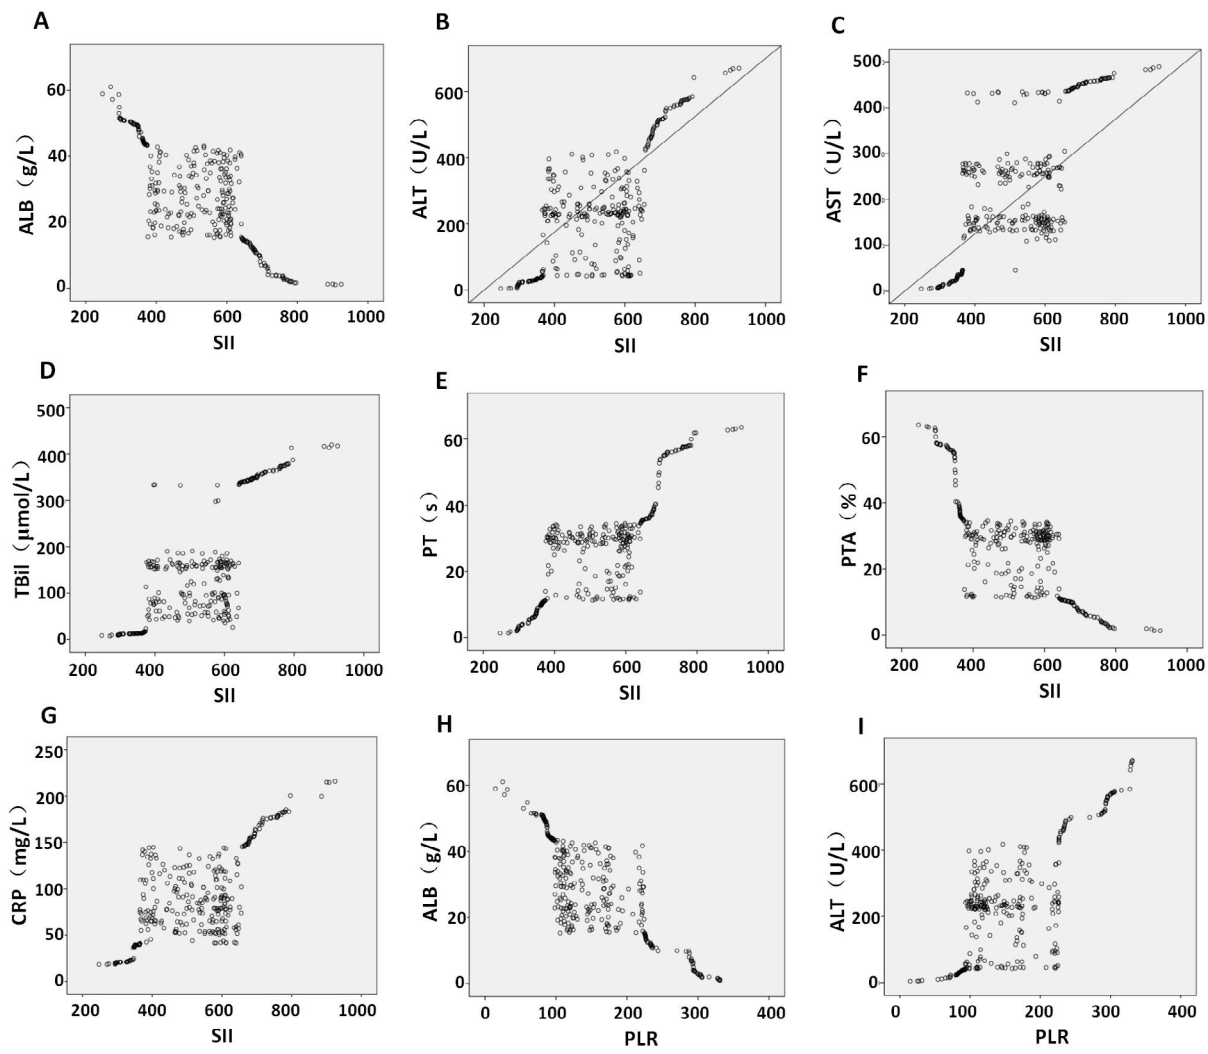 A
ALB (g/L)
60
40
20
0
200 400 600 800 1000
SII
B
ALT (U/L)
600
400
200
0
200 400 600 800 1000
SII
C
AST (U/L)
500
400
300
200
100
0
200 400 600 800 1000
SII
D
TBil (μmol/L)
500
400
300
200
100
0
200 400 600 800 1000
SII
E
PT (s)
60
40
20
0
200 400 600 800 1000
SII
F
PTA (%)
60
40
20
0
200 400 600 800 1000
SII
G
CRP (mg/L)
250
200
150
100
50
0
200 400 600 800 1000
SII
H
ALB (g/L)
60
40
20
0
0 100 200 300 400
PLR
I
ALT (U/L)
600
400
200
0
0 100 200 300 400
PLR